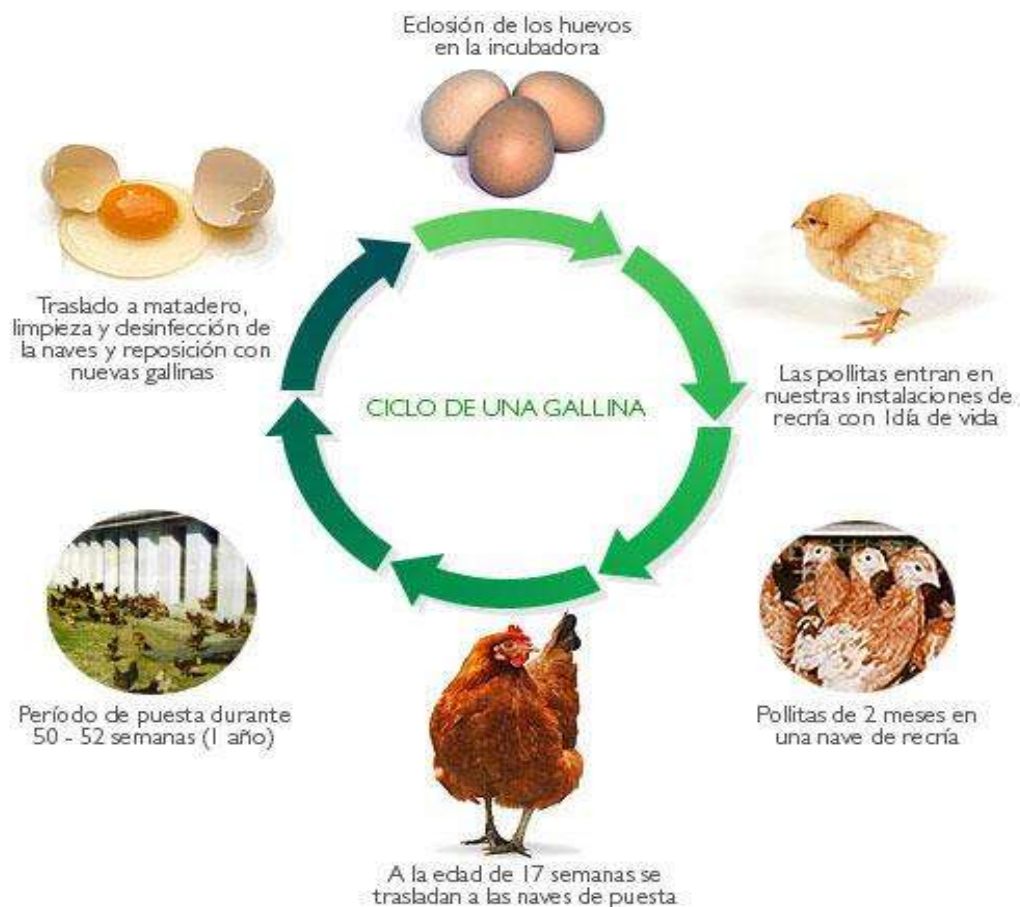 Eclosión de los huevos
en la incubadora
Las pollitas entran en
nuestras instalaciones de
recría con 1día de vida
Pollitas de 2 meses en
una nave de recría
A la edad de 17 semanas se
trasladan a las naves de puesta
Período de puesta durante
50 - 52 semanas (1 año)
Traslado a matadero,
limpieza y desinfección de
la naves y reposición con
nuevas gallinas
CICLO DE UNA GALLINA